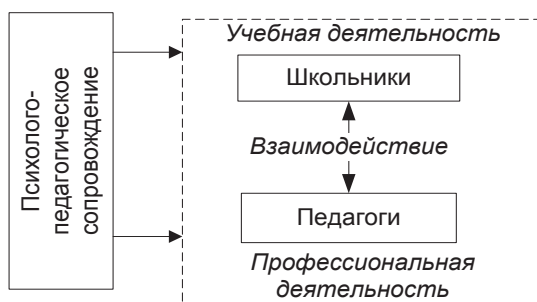 Психолого-
педагогическое
сопровождение
Учебная деятельность
Школьники
Взаимодействие
Педагоги
Профессиональная
деятельность